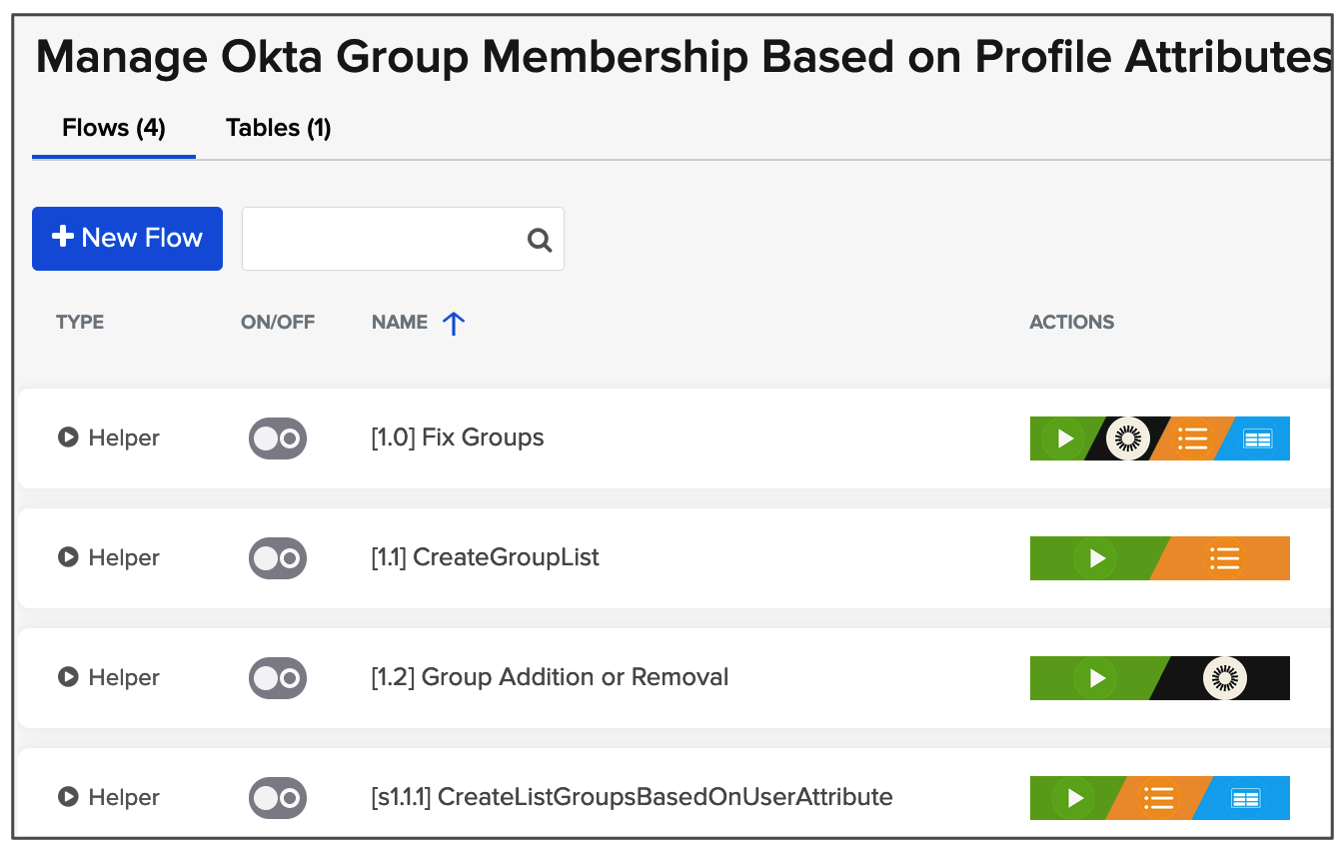 Manage Okta Group Membership Based on Profile Attributes
Flows (4) Tables (1)
New Flow
TYPE ON/OFF NAME ACTIONS
Helper [1.0] Fix Groups
Helper [1.1] CreateGroupList
Helper [1.2] Group Addition or Removal
Helper [s1.1.1] CreateListGroupsBasedOnUserAttribute